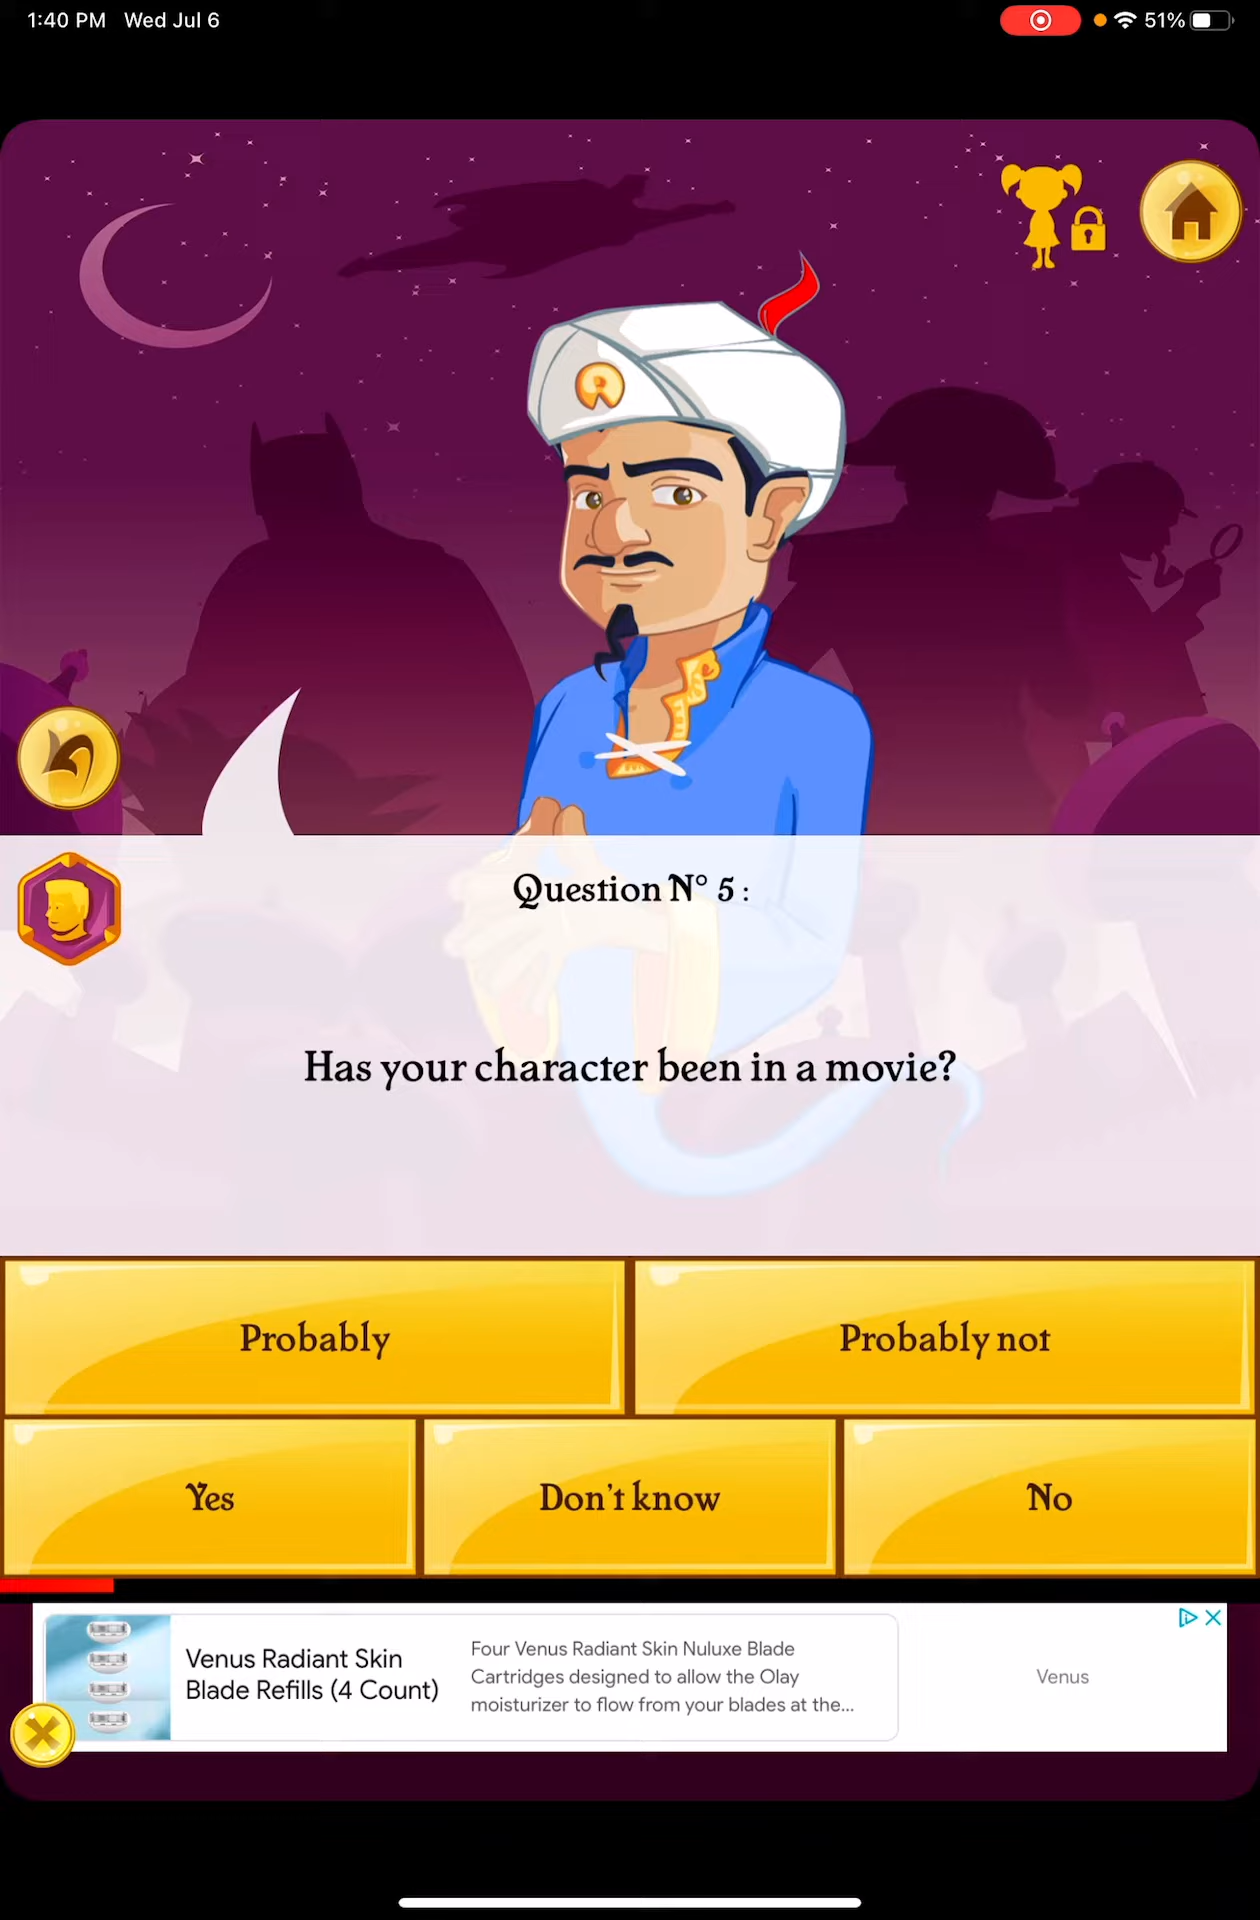 1:40 PM Wed Jul 6
51%
Question N° 5 :
Has your character been in a movie?
Probably
Probably not
Yes
Don't know
No
Venus Radiant Skin
Blade Refills (4 Count)
Four Venus Radiant Skin Nuluxe Blade
Cartridges designed to allow the Olay
moisturizer to flow from your blades at the...
Venus